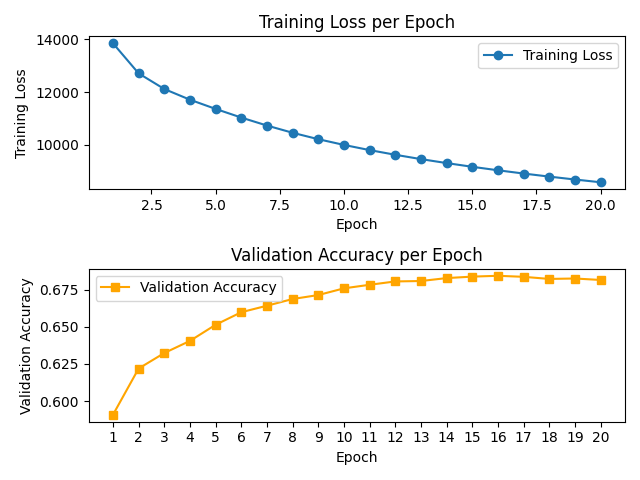 Training Loss per Epoch
14000
12000
10000
Training Loss
Training Loss
2.5 5.0 7.5 10.0 12.5 15.0 17.5 20.0
Epoch
Validation Accuracy per Epoch
0.675
0.650
0.625
0.600
Validation Accuracy
Validation Accuracy
1 2 3 4 5 6 7 8 9 10 11 12 13 14 15 16 17 18 19 20
Epoch